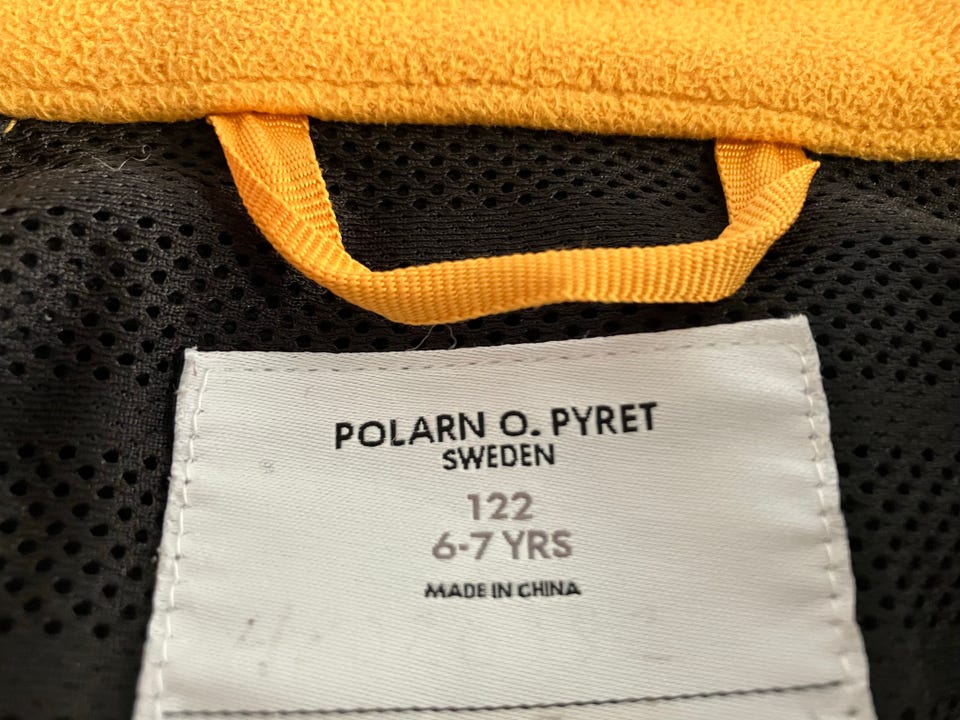 POLARN O. PYRET
SWEDEN
122
6-7 YRS
MADE IN CHINA